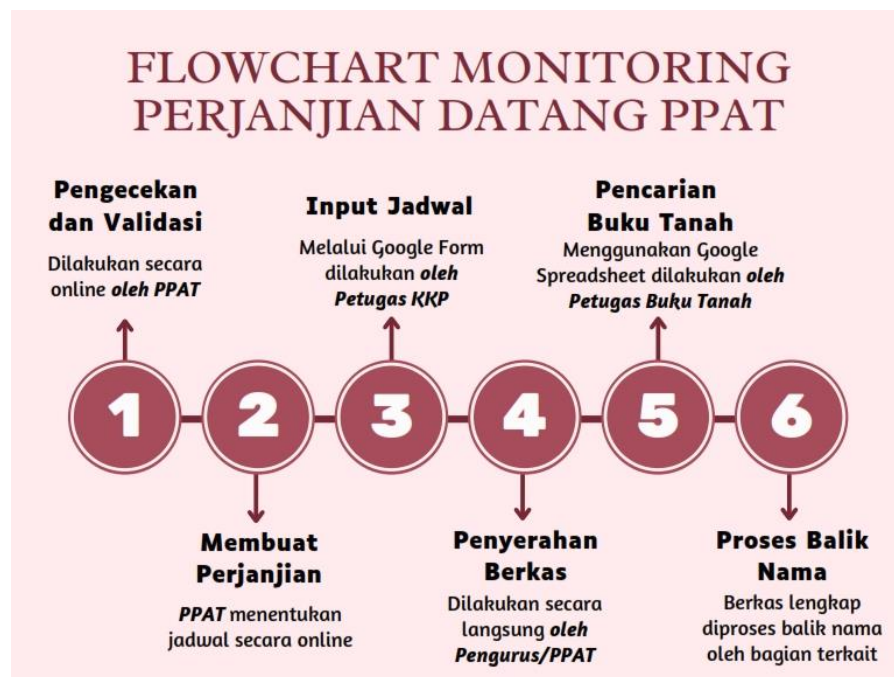 FLOWCHART MONITORING
PERJANJIAN DATANG PPAT
Pengecekan
dan Validasi
Dilakukan secara
online oleh PPAT
Input Jadwal
Melalui Google Form
dilakukan oleh
Petugas KKP
Pencarian
Buku Tanah
Menggunakan Google
Spreadsheet dilakukan oleh
Petugas Buku Tanah
1
2
3
4
5
6
Membuat
Perjanjian
PPAT menentukan
jadwal secara online
Penyerahan
Berkas
Dilakukan secara
langsung oleh
Pengurus/PPAT
Proses Balik
Nama
Berkas lengkap
diproses balik nama
oleh bagian terkait